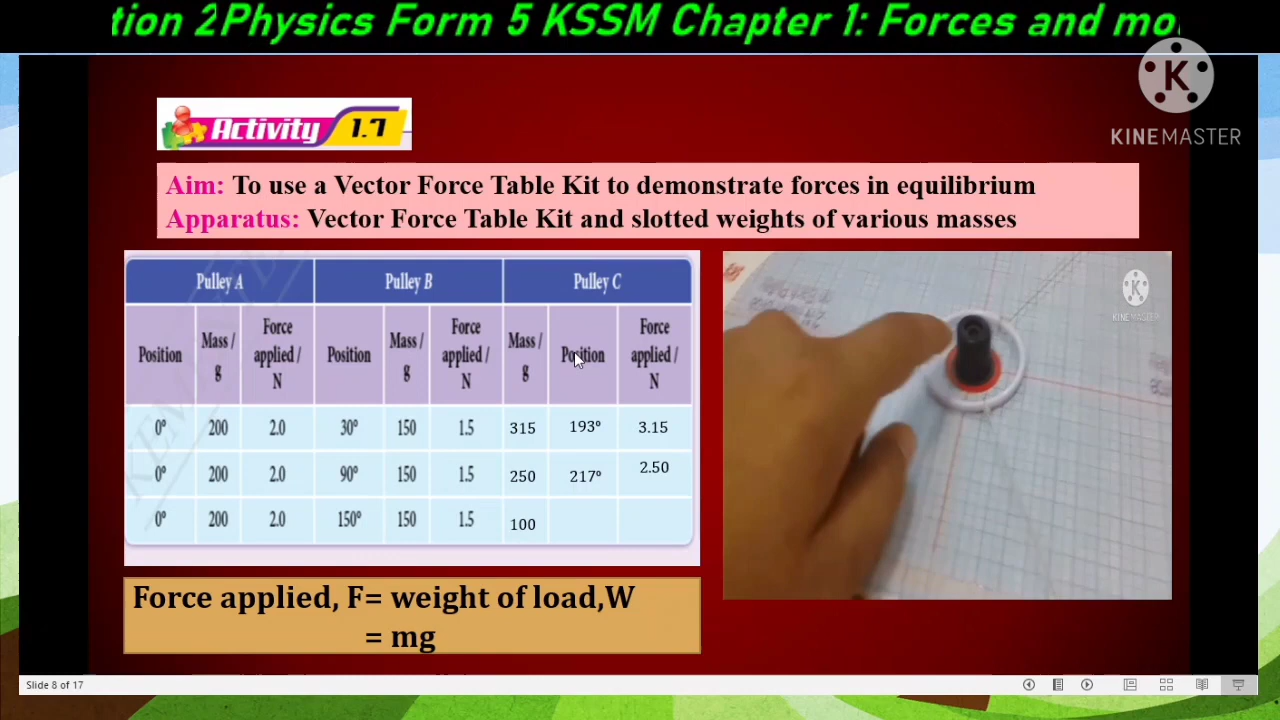 tion 2Physics Form 5 KSSM Chapter 1: Forces and mo
K
KINEMASTER
Activity 1.7
Aim: To use a Vector Force Table Kit to demonstrate forces in equilibrium
Apparatus: Vector Force Table Kit and slotted weights of various masses
Pulley A Pulley B Pulley C
Position Mass / g Force applied / N Position Mass / g Force applied / N Mass / g Position Force applied / N
0° 200 2.0 30° 150 1.5 315 193° 3.15
0° 200 2.0 90° 150 1.5 250 217° 2.50
0° 200 2.0 150° 150 1.5 100
K
KINEMASTER
Force applied, F= weight of load,W
= mg
Slide 8 of 17